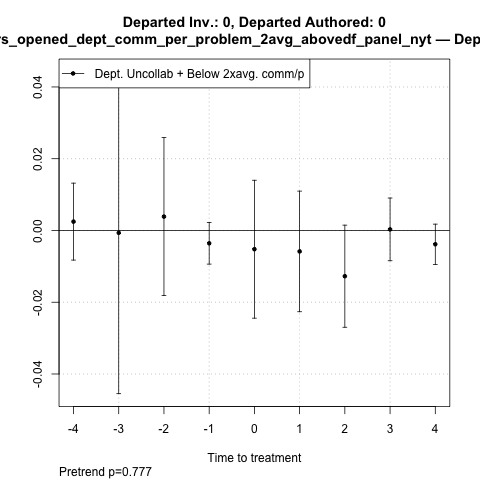 Departed Inv.: 0, Departed Authored: 0
rs_opened_dept_comm_per_problem_2avg_abovedf_panel_nyt — Dep
Dept. Uncollab + Below 2xavg. comm/p
0.04
0.02
0.00
-0.02
-0.04
-4 -3 -2 -1 0 1 2 3 4
Time to treatment
Pretrend p=0.777